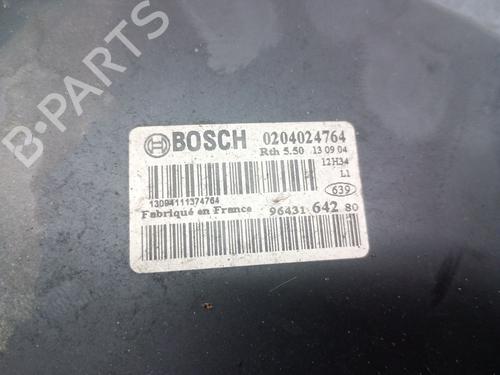 B-PARTS
BOSCH 0204024764
Rth 5.50 13 09 04
12H34
L1
639
13094111374764
Fabriqué en France 96431 642 80